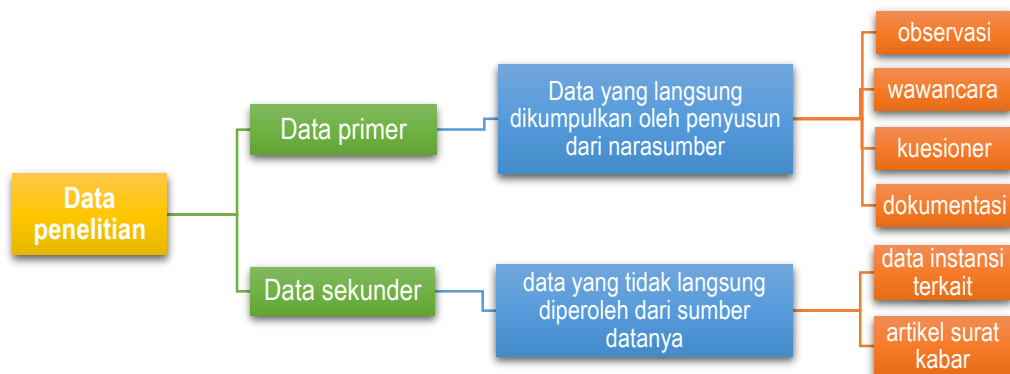 Data
penelitian
Data primer
Data yang langsung
dikumpulkan oleh penyusun
dari narasumber
observasi
wawancara
kuesioner
dokumentasi
Data sekunder
data yang tidak langsung
diperoleh dari sumber
datanya
data instansi
terkait
artikel surat
kabar